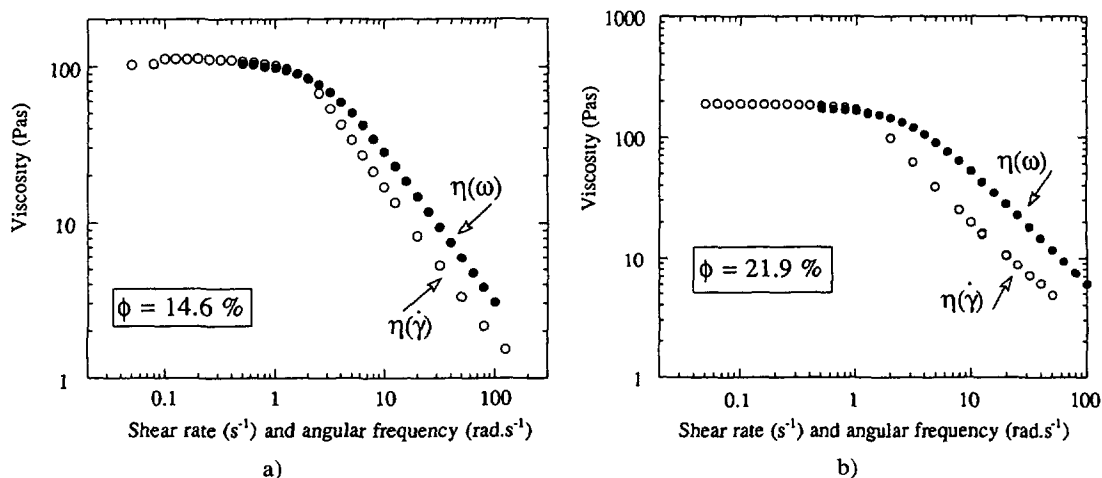 100
10
1
Viscosity (Pas)
η(ω)
η(γ̇)
ϕ = 14.6 %
0.1 1 10 100
Shear rate (s⁻¹) and angular frequency (rad.s⁻¹)
a)
1000
100
10
1
Viscosity (Pas)
η(ω)
ϕ = 21.9 %
η(γ̇)
0.1 1 10 100
Shear rate (s⁻¹) and angular frequency (rad.s⁻¹)
b)